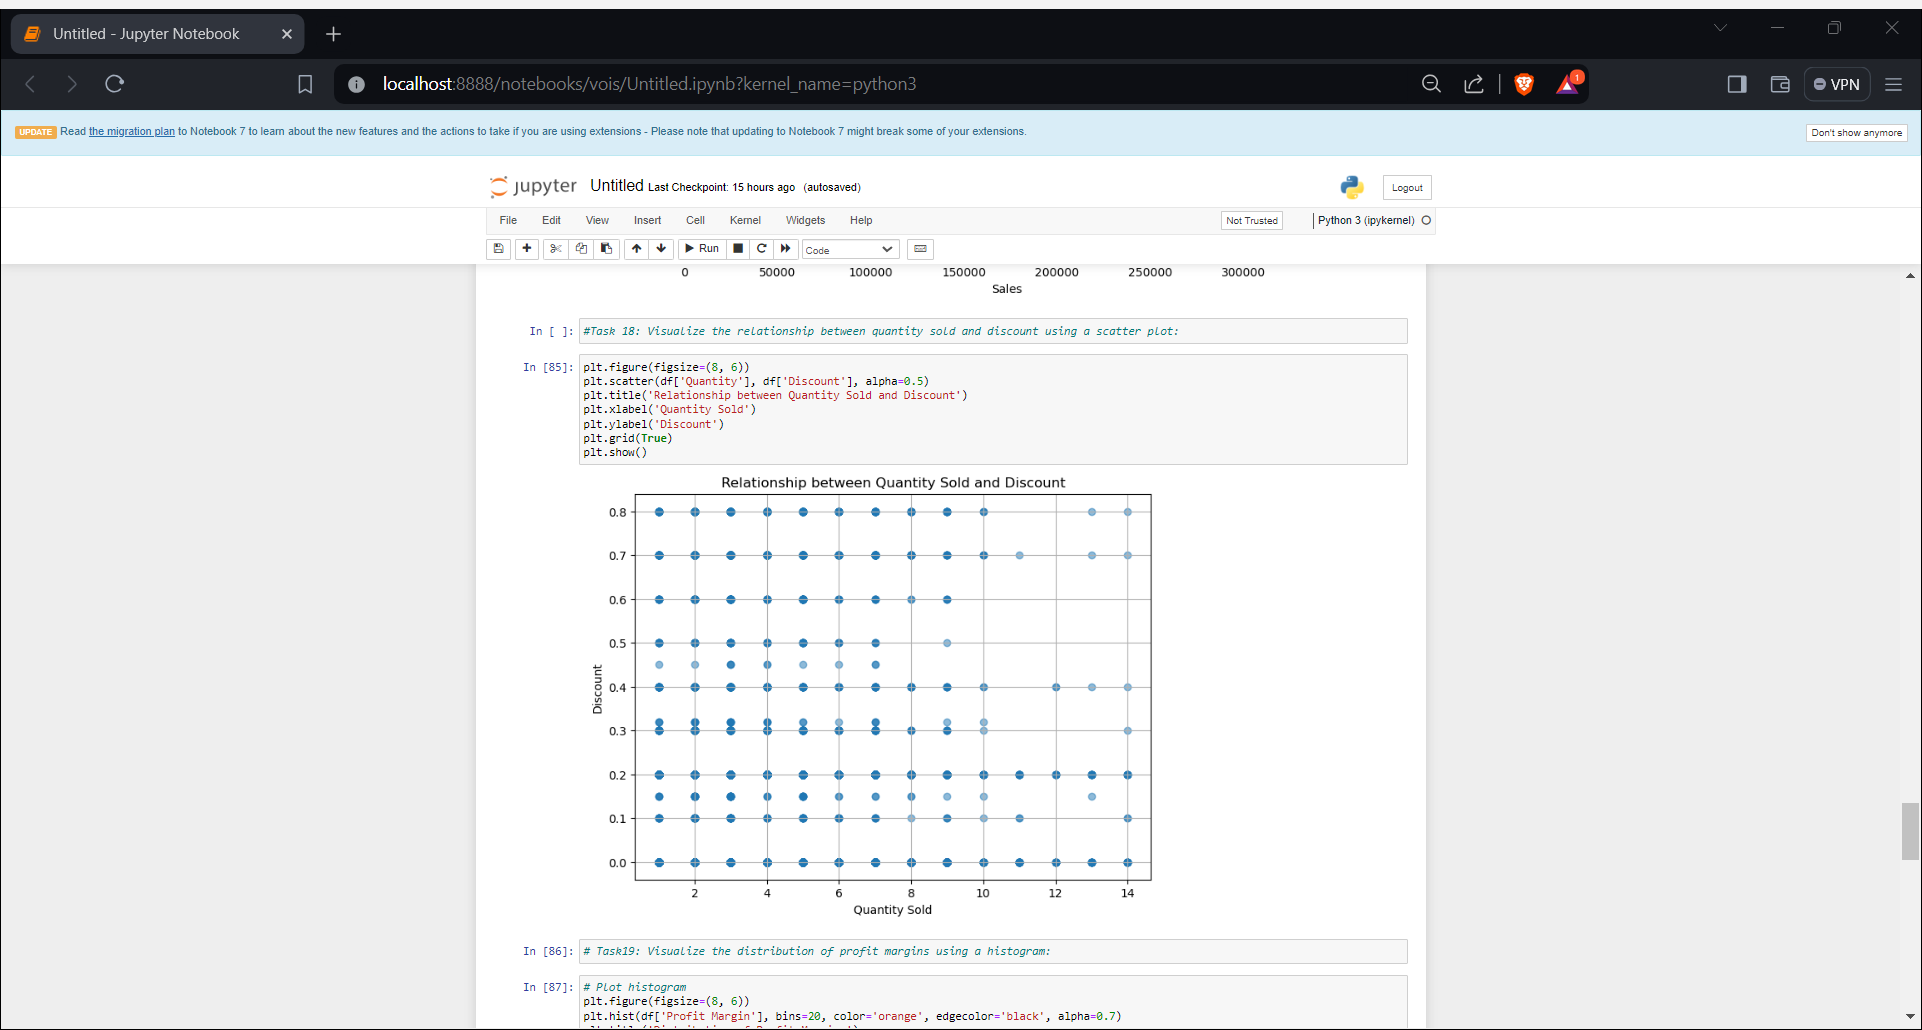 Untitled - Jupyter Notebook
localhost:8888/notebooks/vois/Untitled.ipynb?kernel_name=python3
1
VPN
UPDATE Read the migration plan to Notebook 7 to learn about the new features and the actions to take if you are using extensions - Please note that updating to Notebook 7 might break some of your extensions.
Don't show anymore
jupyter Untitled Last Checkpoint: 15 hours ago (autosaved)
Logout
File Edit View Insert Cell Kernel Widgets Help
Not Trusted
Python 3 (ipykernel)
Run
Code
0 50000 100000 150000 200000 250000 300000
Sales
In [ ]: #Task 18: Visualize the relationship between quantity sold and discount using a scatter plot:
In [85]: plt.figure(figsize=(8, 6))
plt.scatter(df['Quantity'], df['Discount'], alpha=0.5)
plt.title('Relationship between Quantity Sold and Discount')
plt.xlabel('Quantity Sold')
plt.ylabel('Discount')
plt.grid(True)
plt.show()
Relationship between Quantity Sold and Discount
0.8
0.7
0.6
0.5
0.4
0.3
0.2
0.1
0.0
Discount
2 4 6 8 10 12 14
Quantity Sold
In [86]: # Task19: Visualize the distribution of profit margins using a histogram:
In [87]: # Plot histogram
plt.figure(figsize=(8, 6))
plt.hist(df['Profit Margin'], bins=20, color='orange', edgecolor='black', alpha=0.7)